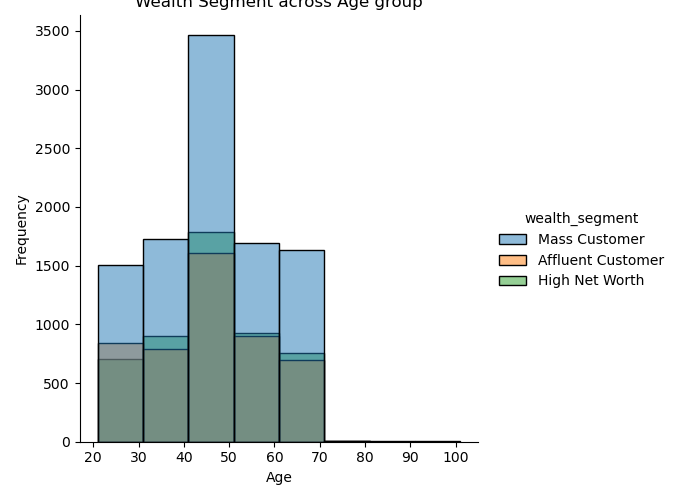 Wealth Segment across Age group
3500
3000
2500
2000
1500
1000
500
0
Frequency
20 30 40 50 60 70 80 90 100
Age
wealth_segment
Mass Customer
Affluent Customer
High Net Worth